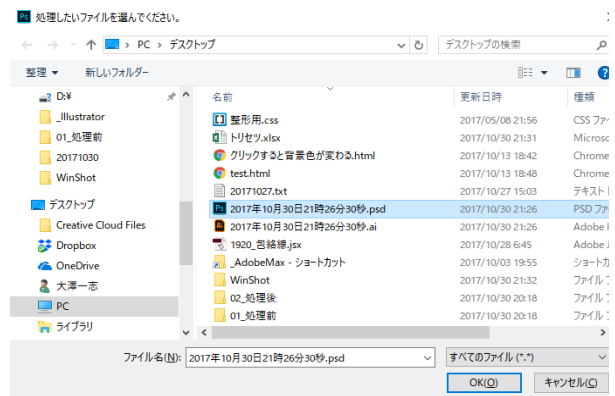 Ps 処理したいファイルを選んでください。
PC › デスクトップ
デスクトップの検索
整理 新しいフォルダー
D:¥
_Illustrator
01_処理前
20171030
WinShot
デスクトップ
Creative Cloud Files
Dropbox
OneDrive
大澤一志
PC
ライブラリ
名前 更新日時 種類
整形用.css 2017/05/08 21:56 CSS ファ
トリセツ.xlsx 2017/10/30 21:31 Microso
クリックすると背景色が変わる.html 2017/10/13 18:42 Chrome
test.html 2017/10/13 18:48 Chrome
20171027.txt 2017/10/27 15:03 テキスト
2017年10月30日21時26分30秒.psd 2017/10/30 21:26 PSD ファ
2017年10月30日21時26分30秒.ai 2017/10/30 21:26 Adobe I
1920_包絡線.jsx 2017/10/28 6:45 Adobe
_AdobeMax - ショートカット 2017/10/03 19:55 ショートカ
WinShot 2017/10/30 21:32 ファイル
02_処理後 2017/10/30 20:18 ファイル
01_処理前 2017/10/30 20:18 ファイル
ファイル名(N): 2017年10月30日21時26分30秒.psd すべてのファイル (*.*)
OK(O) キャンセル(C)